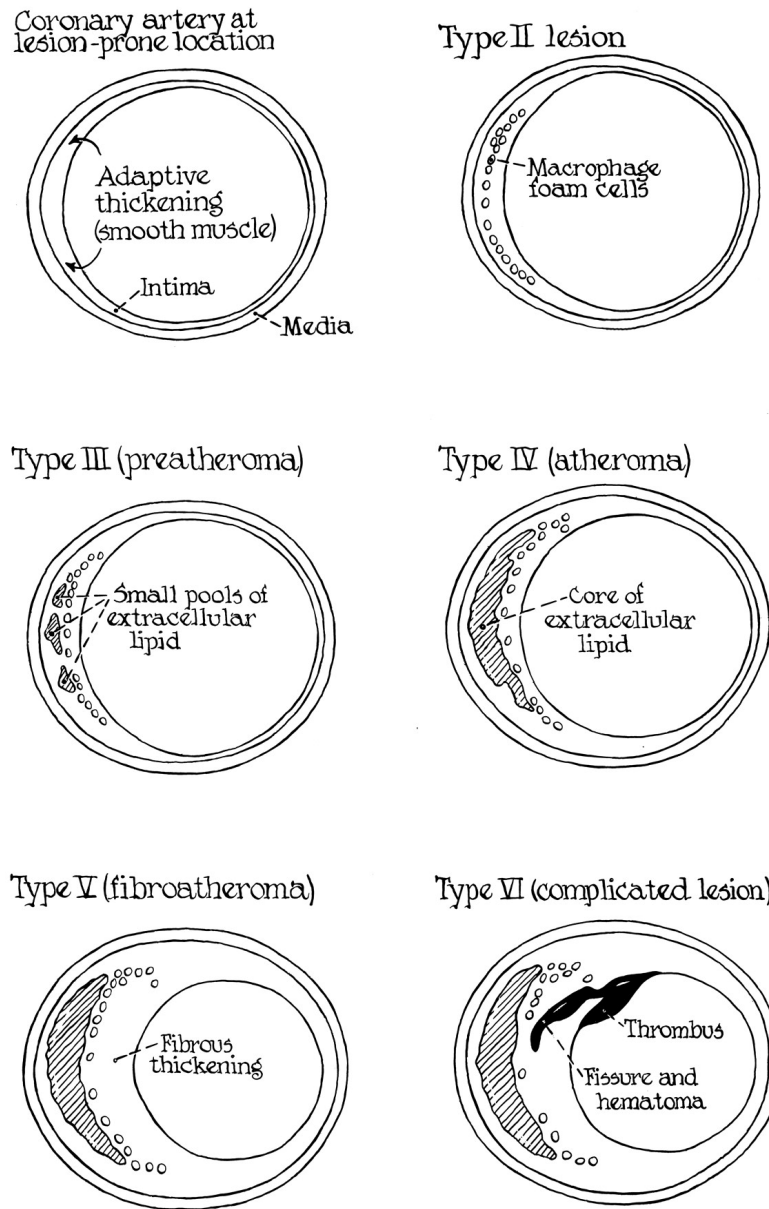 Coronary artery at
lesion-prone location
Adaptive
thickening
(smooth muscle)
Intima
Media
Type II lesion
Macrophage
foam cells
Type III (preatheroma)
Small pools of
extracellular
lipid
Type IV (atheroma)
Core of
extracellular
lipid
Type V (fibroatheroma)
Fibrous
thickening
Type VI (complicated lesion)
Thrombus
Fissure and
hematoma